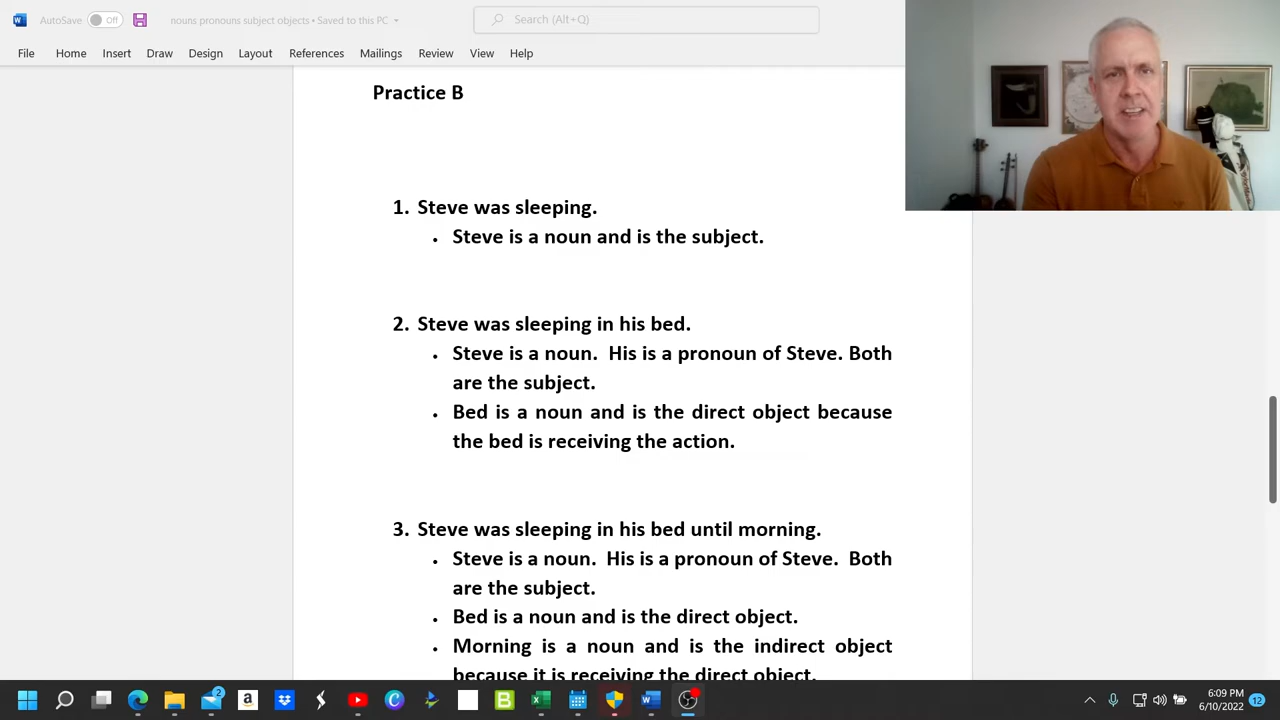 AutoSave Off nouns pronouns subject objects • Saved to this PC Search (Alt+Q)
File Home Insert Draw Design Layout References Mailings Review View Help
Practice B
1. Steve was sleeping.
• Steve is a noun and is the subject.
2. Steve was sleeping in his bed.
• Steve is a noun. His is a pronoun of Steve. Both
are the subject.
• Bed is a noun and is the direct object because
the bed is receiving the action.
3. Steve was sleeping in his bed until morning.
• Steve is a noun. His is a pronoun of Steve. Both
are the subject.
• Bed is a noun and is the direct object.
• Morning is a noun and is the indirect object
because it is receiving the direct object.
2
6:09 PM
6/10/2022
12